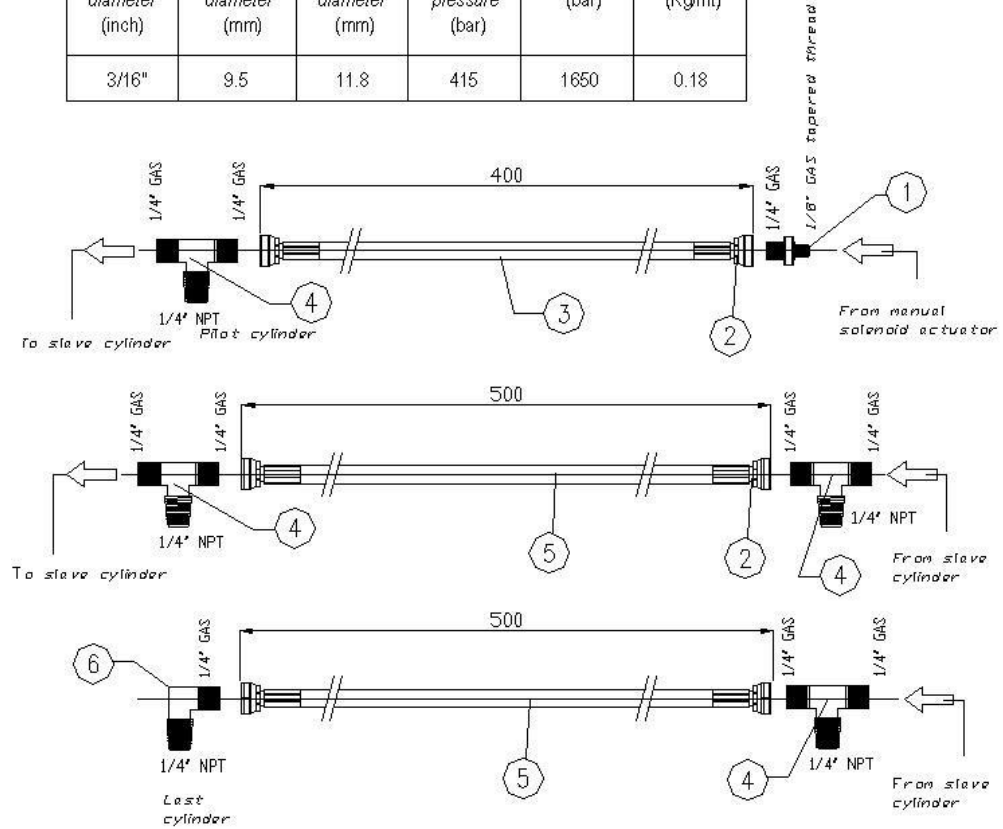 diameter diameter diameter pressure (bar) (Kg/mt)
(inch) (mm) (mm) (bar)
3/16" 9.5 11.8 415 1650 0.18
1/8" GAS tapered thread
1/4" GAS
1/4" GAS
400
1/4" GAS
1
4
3
2
1/4" NPT
Pilot cylinder
To slave cylinder
From manual
solenoid actuator
1/4" GAS
1/4" GAS
500
1/4" GAS
1/4" GAS
4
5
2
4
1/4" NPT
1/4" NPT
To slave cylinder
From slave
cylinder
6
1/4" GAS
500
1/4" GAS
1/4" GAS
5
4
1/4" NPT
1/4" NPT
Last
cylinder
From slave
cylinder